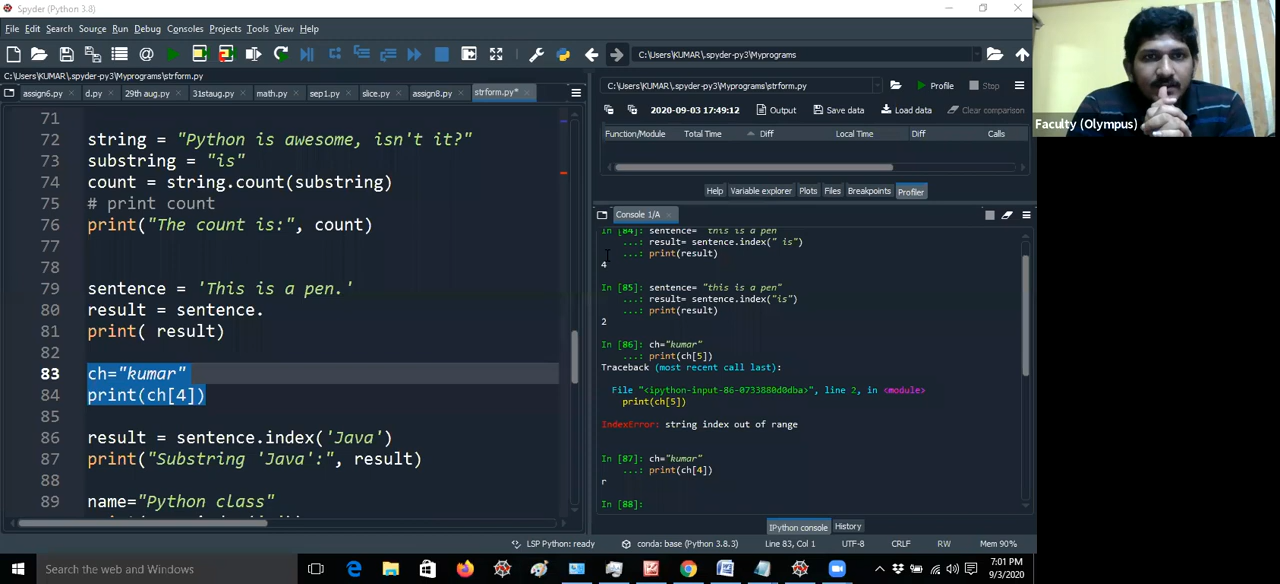 Spyder (Python 3.8)
File Edit Search Source Run Debug Consoles Projects Tools View Help
C:\Users\KUMAR\.spyder-py3\Myprograms
C:\Users\KUMAR\.spyder-py3\Myprograms\strform.py
assign6.py d.py 29th aug.py 31staug.py math.py sep1.py slice.py assign8.py strform.py*
71
72 string = "Python is awesome, isn't it?"
73 substring = "is"
74 count = string.count(substring)
75 # print count
76 print("The count is:", count)
77
78
79 sentence = 'This is a pen.'
80 result = sentence.
81 print( result)
82
83 ch="kumar"
84 print(ch[4])
85
86 result = sentence.index('Java')
87 print("Substring 'Java':", result)
88
89 name="Python class"
C:\Users\KUMAR\.spyder-py3\Myprograms\strform.py Profile Stop
2020-09-03 17:49:12 Output Save data Load data Clear comparison
Function/Module Total Time Diff Local Time Diff Calls
Help Variable explorer Plots Files Breakpoints Profiler
Console 1/A
In [84]: sentence= "this is a pen"
...: result= sentence.index(" is")
...: print(result)
4
In [85]: sentence= "this is a pen"
...: result= sentence.index("is")
...: print(result)
2
In [86]: ch="kumar"
...: print(ch[5])
Traceback (most recent call last):
File "<ipython-input-86-0733880d0dba>", line 2, in <module>
print(ch[5])
IndexError: string index out of range
In [87]: ch="kumar"
...: print(ch[4])
r
In [88]:
IPython console History
LSP Python: ready conda: base (Python 3.8.3) Line 83, Col 1 UTF-8 CRLF RW Mem 90%
Faculty (Olympus)
Type here to search
7:01 PM
9/3/2020